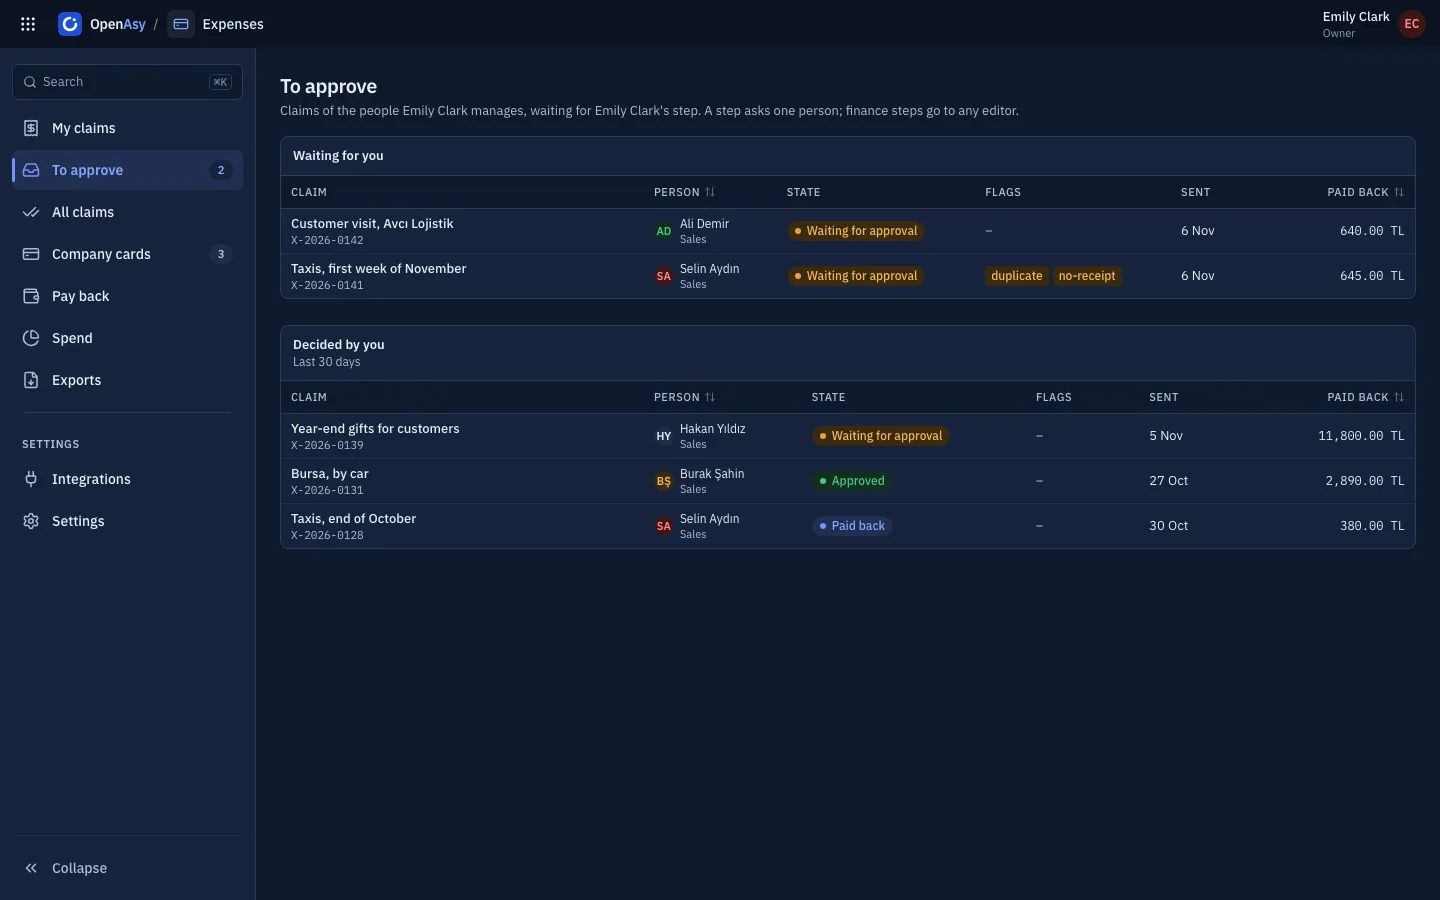 OpenAsy / Expenses
Emily Clark
Owner
EC
Search ⌘K
My claims
To approve 2
All claims
Company cards 3
Pay back
Spend
Exports
SETTINGS
Integrations
Settings
Collapse
To approve
Claims of the people Emily Clark manages, waiting for Emily Clark's step. A step asks one person; finance steps go to any editor.
Waiting for you
CLAIM PERSON STATE FLAGS SENT PAID BACK
Customer visit, Avcı Lojistik
X-2026-0142
AD Ali Demir
Sales
Waiting for approval – 6 Nov 640.00 TL
Taxis, first week of November
X-2026-0141
SA Selin Aydın
Sales
Waiting for approval duplicate no-receipt 6 Nov 645.00 TL
Decided by you
Last 30 days
CLAIM PERSON STATE FLAGS SENT PAID BACK
Year-end gifts for customers
X-2026-0139
HY Hakan Yıldız
Sales
Waiting for approval – 5 Nov 11,800.00 TL
Bursa, by car
X-2026-0131
BŞ Burak Şahin
Sales
Approved – 27 Oct 2,890.00 TL
Taxis, end of October
X-2026-0128
SA Selin Aydın
Sales
Paid back – 30 Oct 380.00 TL